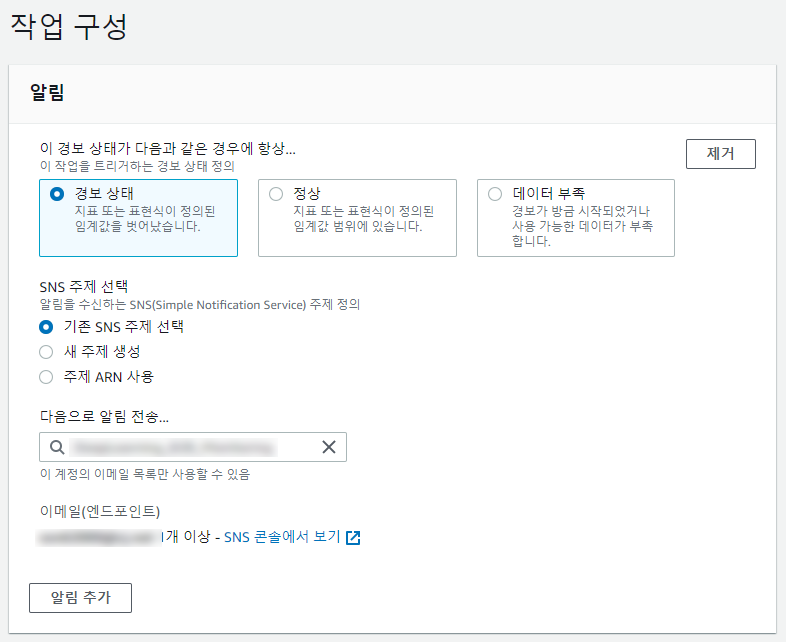 작업 구성
알림
이 경보 상태가 다음과 같은 경우에 항상...
이 작업을 트리거하는 경보 상태 정의
제거
경보 상태
지표 또는 표현식이 정의된
임계값을 벗어났습니다.
정상
지표 또는 표현식이 정의된
임계값 범위에 있습니다.
데이터 부족
경보가 방금 시작되었거나
사용 가능한 데이터가 부족
합니다.
SNS 주제 선택
알림을 수신하는 SNS(Simple Notification Service) 주제 정의
기존 SNS 주제 선택
새 주제 생성
주제 ARN 사용
다음으로 알림 전송...
이 계정의 이메일 목록만 사용할 수 있음
이메일(엔드포인트)
1개 이상 - SNS 콘솔에서 보기
알림 추가